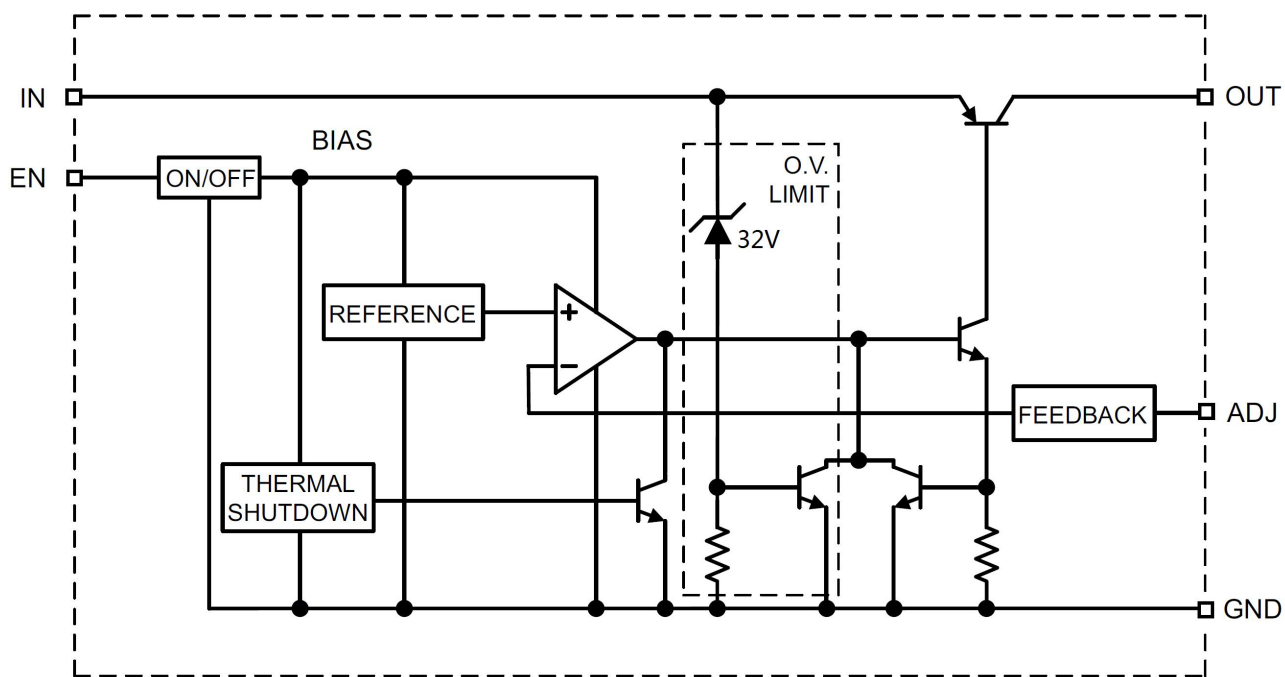 IN
OUT
BIAS
EN
ON/OFF
O.V.
LIMIT
32V
REFERENCE
+
−
FEEDBACK
ADJ
THERMAL
SHUTDOWN
GND